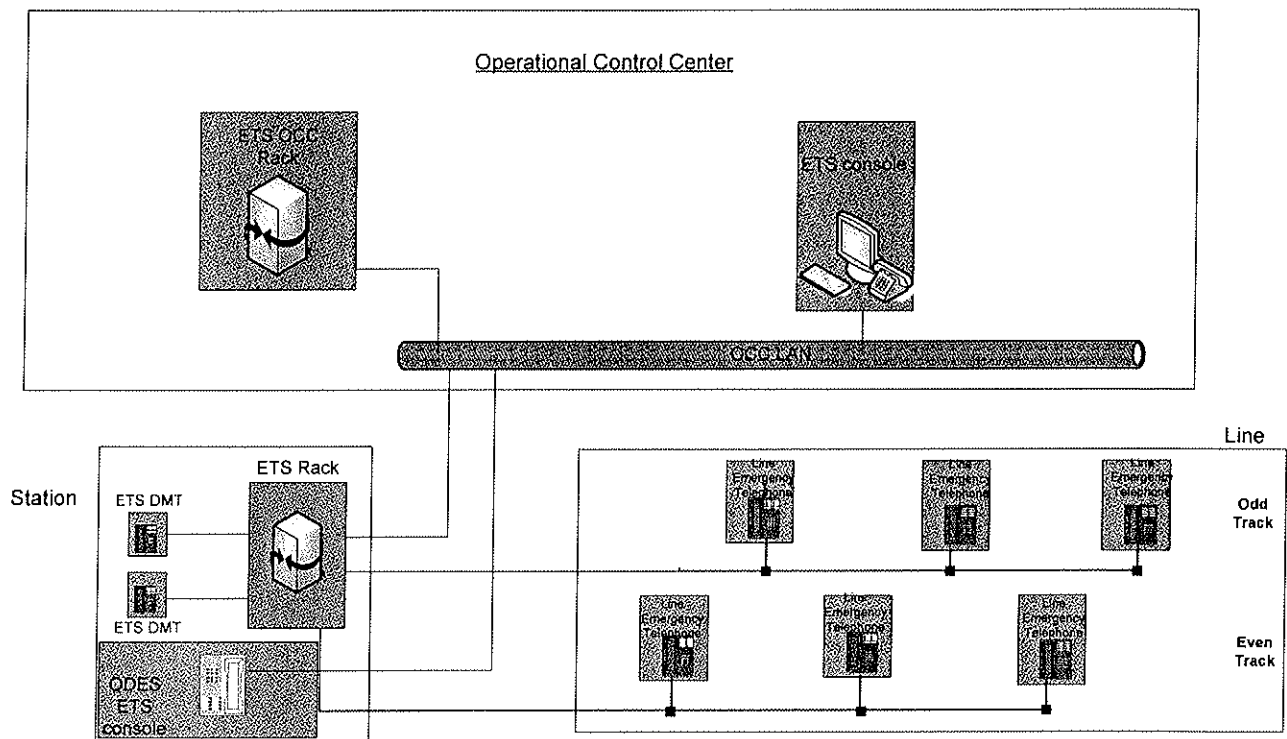 Operational Control Center
ETS OCC
Rack
ETS console
OCC LAN
Line
Station
ETS Rack
ETS DMT
ETS DMT
ODES
ETS
console
Line
Emergency
Telephone
Line
Emergency
Telephone
Line
Emergency
Telephone
Odd
Track
Line
Emergency
Telephone
Line
Emergency
Telephone
Line
Emergency
Telephone
Even
Track